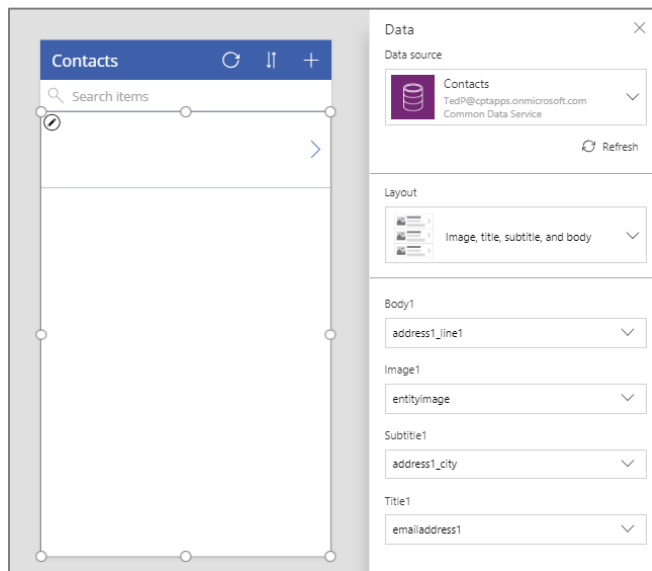 Contacts
Search items
Data
Data source
Contacts
TedP@cptapps.onmicrosoft.com
Common Data Service
Refresh
Layout
Image, title, subtitle, and body
Body1
address1_line1
Image1
entityimage
Subtitle1
address1_city
Title1
emailaddress1